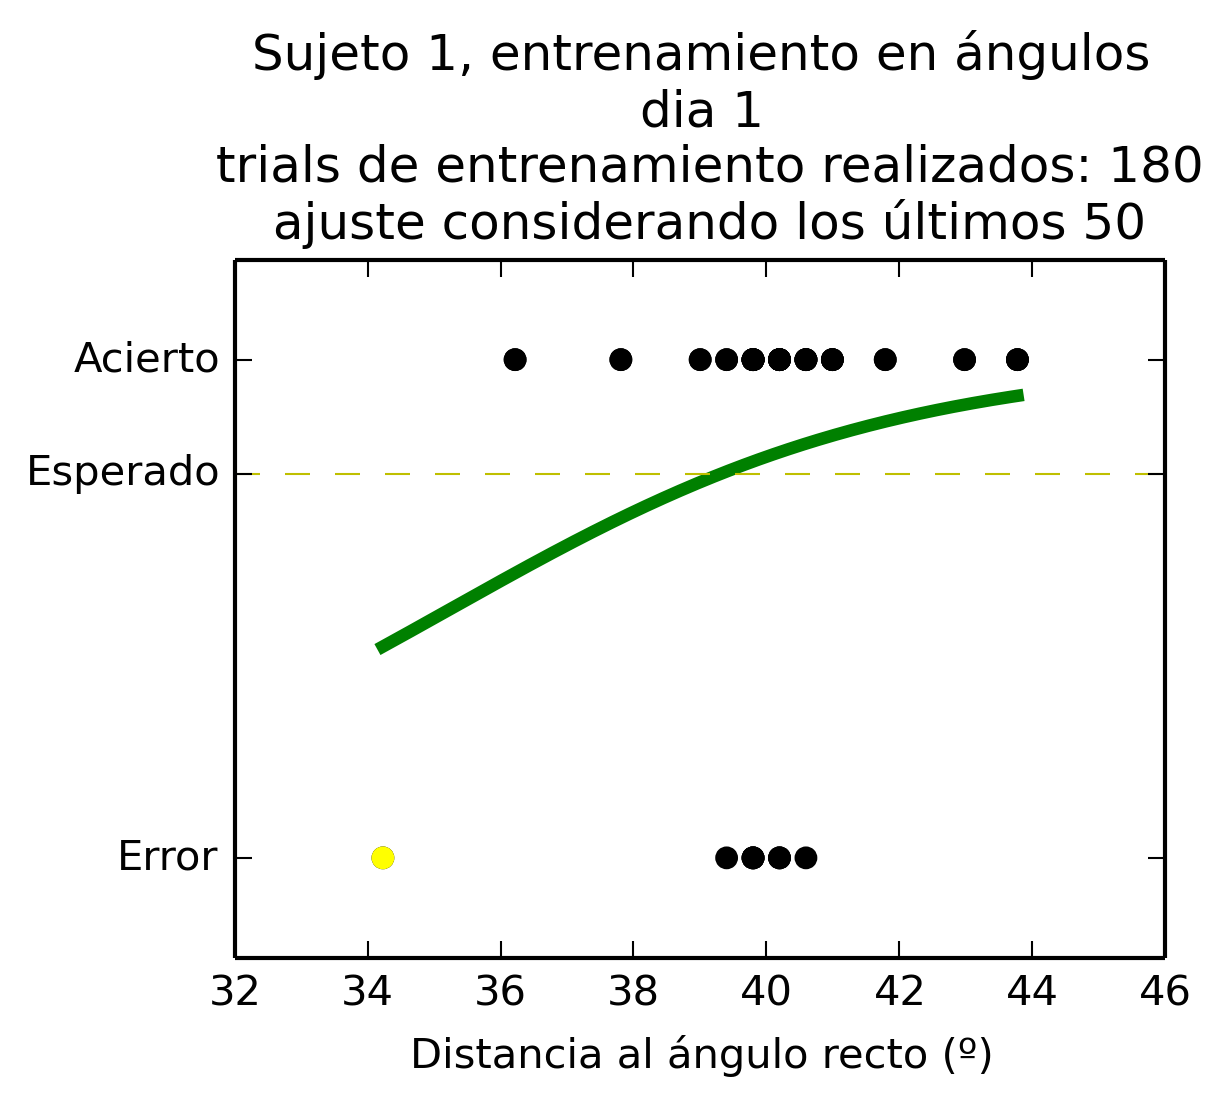 Sujeto 1, entrenamiento en ángulos
dia 1
trials de entrenamiento realizados: 180
ajuste considerando los últimos 50
Acierto
Esperado
Error
32 34 36 38 40 42 44 46
Distancia al ángulo recto (º)